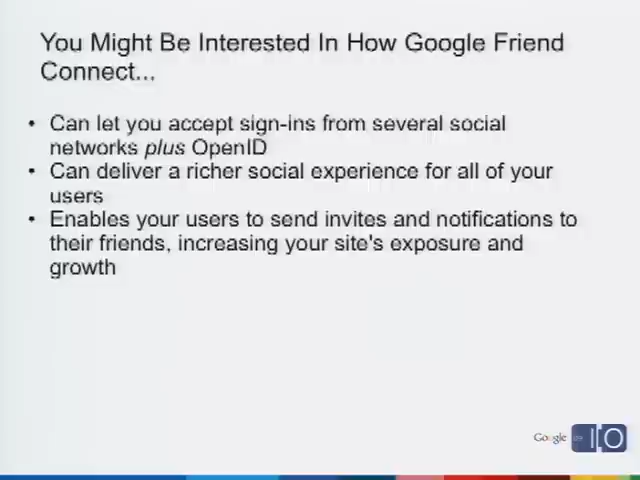 You Might Be Interested In How Google Friend
Connect...
• Can let you accept sign-ins from several social
networks plus OpenID
• Can deliver a richer social experience for all of your
users
• Enables your users to send invites and notifications to
their friends, increasing your site's exposure and
growth
Google IO